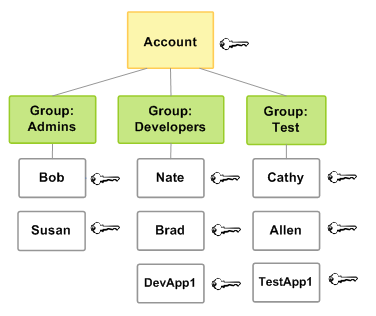 Account
Group:
Admins
Group:
Developers
Group:
Test
Bob
Nate
Cathy
Susan
Brad
Allen
DevApp1
TestApp1